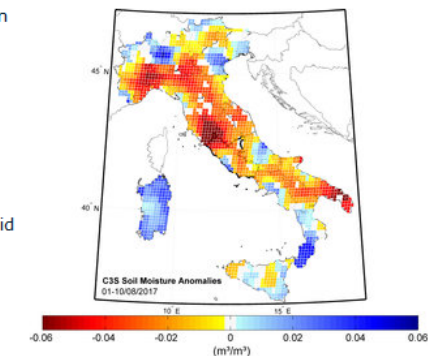 n
45° N
40° N
id
C3S Soil Moisture Anomalies
01-10/08/2017
10° E
15° E
-0.06 -0.04 -0.02 0 0.02 0.04 0.06
(m³/m³)